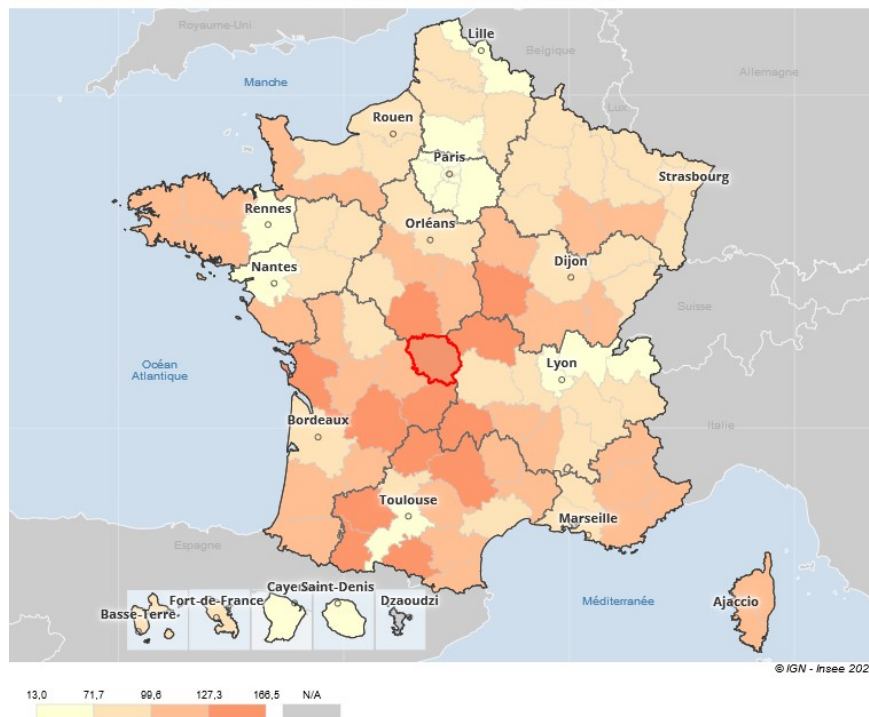 Royaume-Uni
Lille
Belgique
Allemagne
Manche
Lux
Rouen
Paris
Strasbourg
Rennes
Orléans
Nantes
Dijon
Suisse
Océan
Atlantique
Lyon
Italie
Bordeaux
Toulouse
Marseille
Espagne
Fort-de-France
Saint-Denis
Dzaoudzi
Basse-Terre
Méditerranée
Ajaccio
© IGN - Insee 202
13,0 71,7 99,6 127,3 166,5 N/A